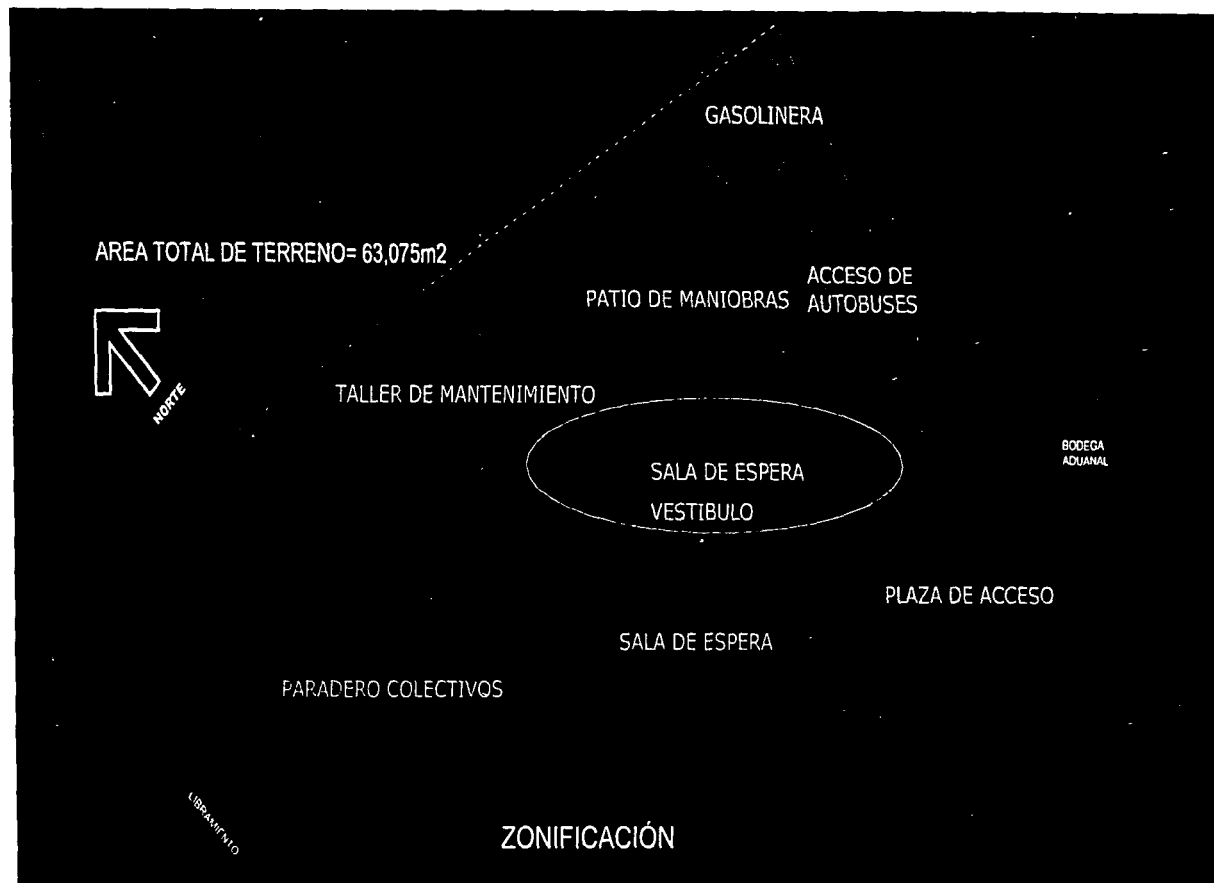 GASOLINERA
AREA TOTAL DE TERRENO= 63,075m2
ACCESO DE
AUTOBUSES
PATIO DE MANIOBRAS
NORTE
TALLER DE MANTENIMIENTO
BODEGA
ADUANAL
SALA DE ESPERA
VESTIBULO
PLAZA DE ACCESO
SALA DE ESPERA
PARADERO COLECTIVOS
LIBRAMIENTO
ZONIFICACIÓN